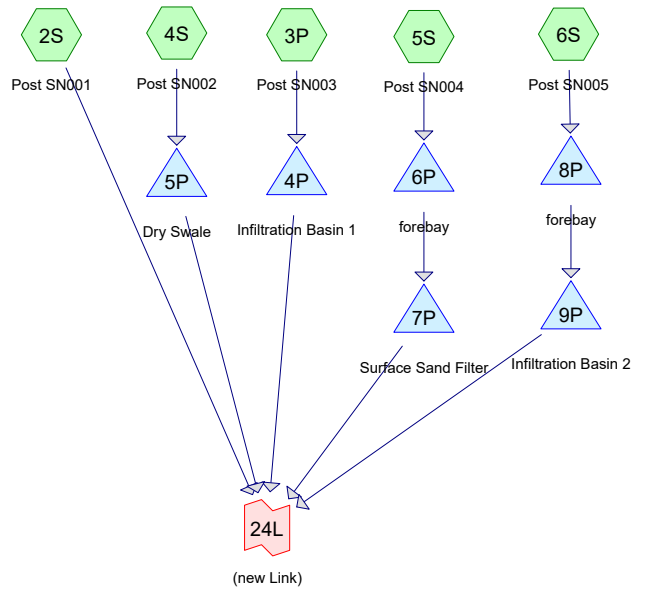 2S
4S
3P
5S
6S
Post SN001
Post SN002
Post SN003
Post SN004
Post SN005
5P
4P
6P
8P
Dry Swale
Infiltration Basin 1
forebay
forebay
7P
9P
Surface Sand Filter
Infiltration Basin 2
24L
(new Link)